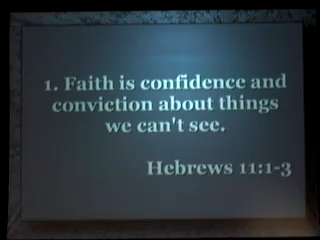 1. Faith is confidence and
conviction about things
we can't see.
Hebrews 11:1-3